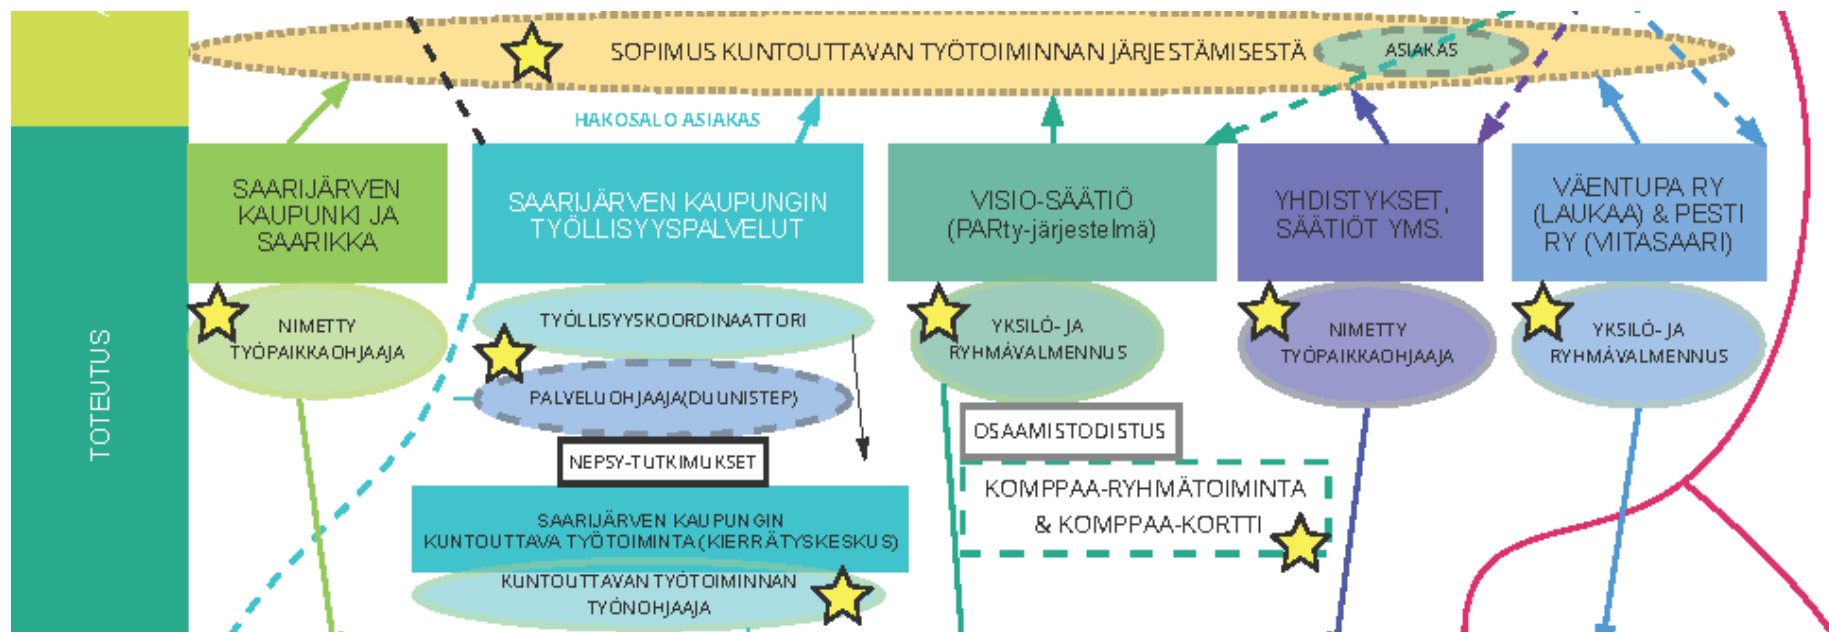 SOPIMUS KUNTOUTTAVAN TYÖTOIMINNAN JÄRJESTÄMISESTÄ
ASIAKAS
HAKOSALO ASIAKAS
TOTEUTUS
SAARIJÄRVEN
KAUPUNKI JA
SAARIKKA
SAARIJÄRVEN KAUPUNGIN
TYÖLLISYYSPALVELUT
VISIO-SÄÄTIÖ
(PARty-järjestelmä)
YHDISTYKSET,
SÄÄTIÖT YMS.
VÄENTUPA RY
(LAUKAA) & PESTI
RY (VIITASAARI)
NIMETTY
TYÖPAIKKAOHJAAJA
TYÖLLISYYSKOORDINAATTORI
PALVELUOHJAAJA(DUUNISTEP)
NEPSY-TUTKIMUKSET
SAARIJÄRVEN KAUPUNGIN
KUNTOUTTAVA TYÖTOIMINTA(KIERRÄTYSKESKUS)
KUNTOUTTAVAN TYÖTOIMINNAN
TYÖNOHJAAJA
YKSILÖ- JA
RYHMÄVALMENNUS
OSAAMISTODISTUS
KOMPPAA-RYHMÄTOIMINTA
& KOMPPAA-KORTTI
NIMETTY
TYÖPAIKKAOHJAAJA
YKSILÖ- JA
RYHMÄVALMENNUS